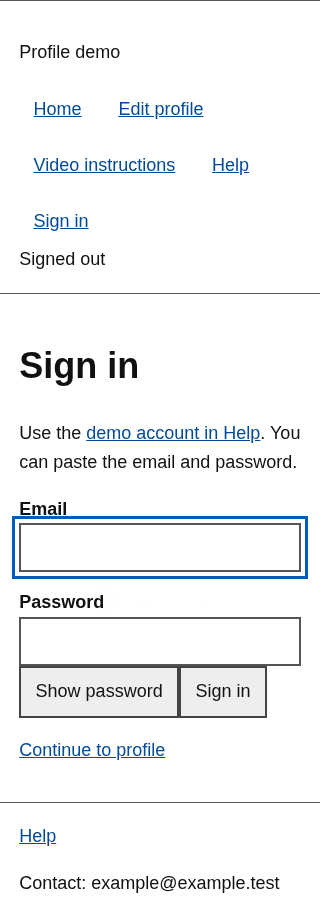 Profile demo
Home Edit profile
Video instructions Help
Sign in
Signed out
Sign in
Use the demo account in Help. You
can paste the email and password.
Email
Password
Show password Sign in
Continue to profile
Help
Contact: example@example.test